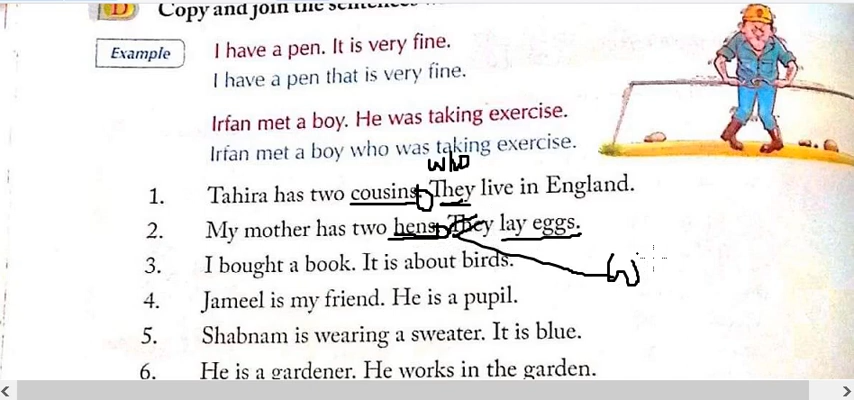 D Copy and join the sentences
Example
I have a pen. It is very fine.
I have a pen that is very fine.
Irfan met a boy. He was taking exercise.
Irfan met a boy who was taking exercise.
who
1. Tahira has two cousins. They live in England.
2. My mother has two hens. They lay eggs.
3. I bought a book. It is about birds.
4. Jameel is my friend. He is a pupil.
5. Shabnam is wearing a sweater. It is blue.
6. He is a gardener. He works in the garden.